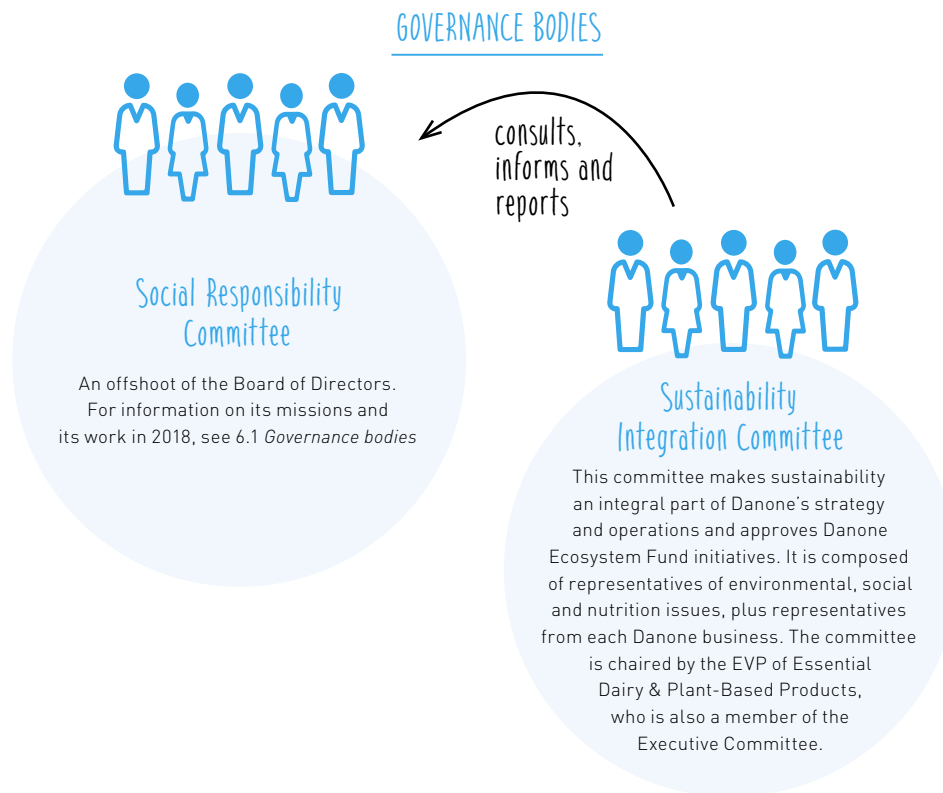 GOVERNANCE BODIES
consults,
informs and
reports
Social Responsibility
Committee
An offshoot of the Board of Directors.
For information on its missions and
its work in 2018, see 6.1 Governance bodies
Sustainability
Integration Committee
This committee makes sustainability
an integral part of Danone's strategy
and operations and approves Danone
Ecosystem Fund initiatives. It is composed
of representatives of environmental, social
and nutrition issues, plus representatives
from each Danone business. The committee
is chaired by the EVP of Essential
Dairy & Plant-Based Products,
who is also a member of the
Executive Committee.